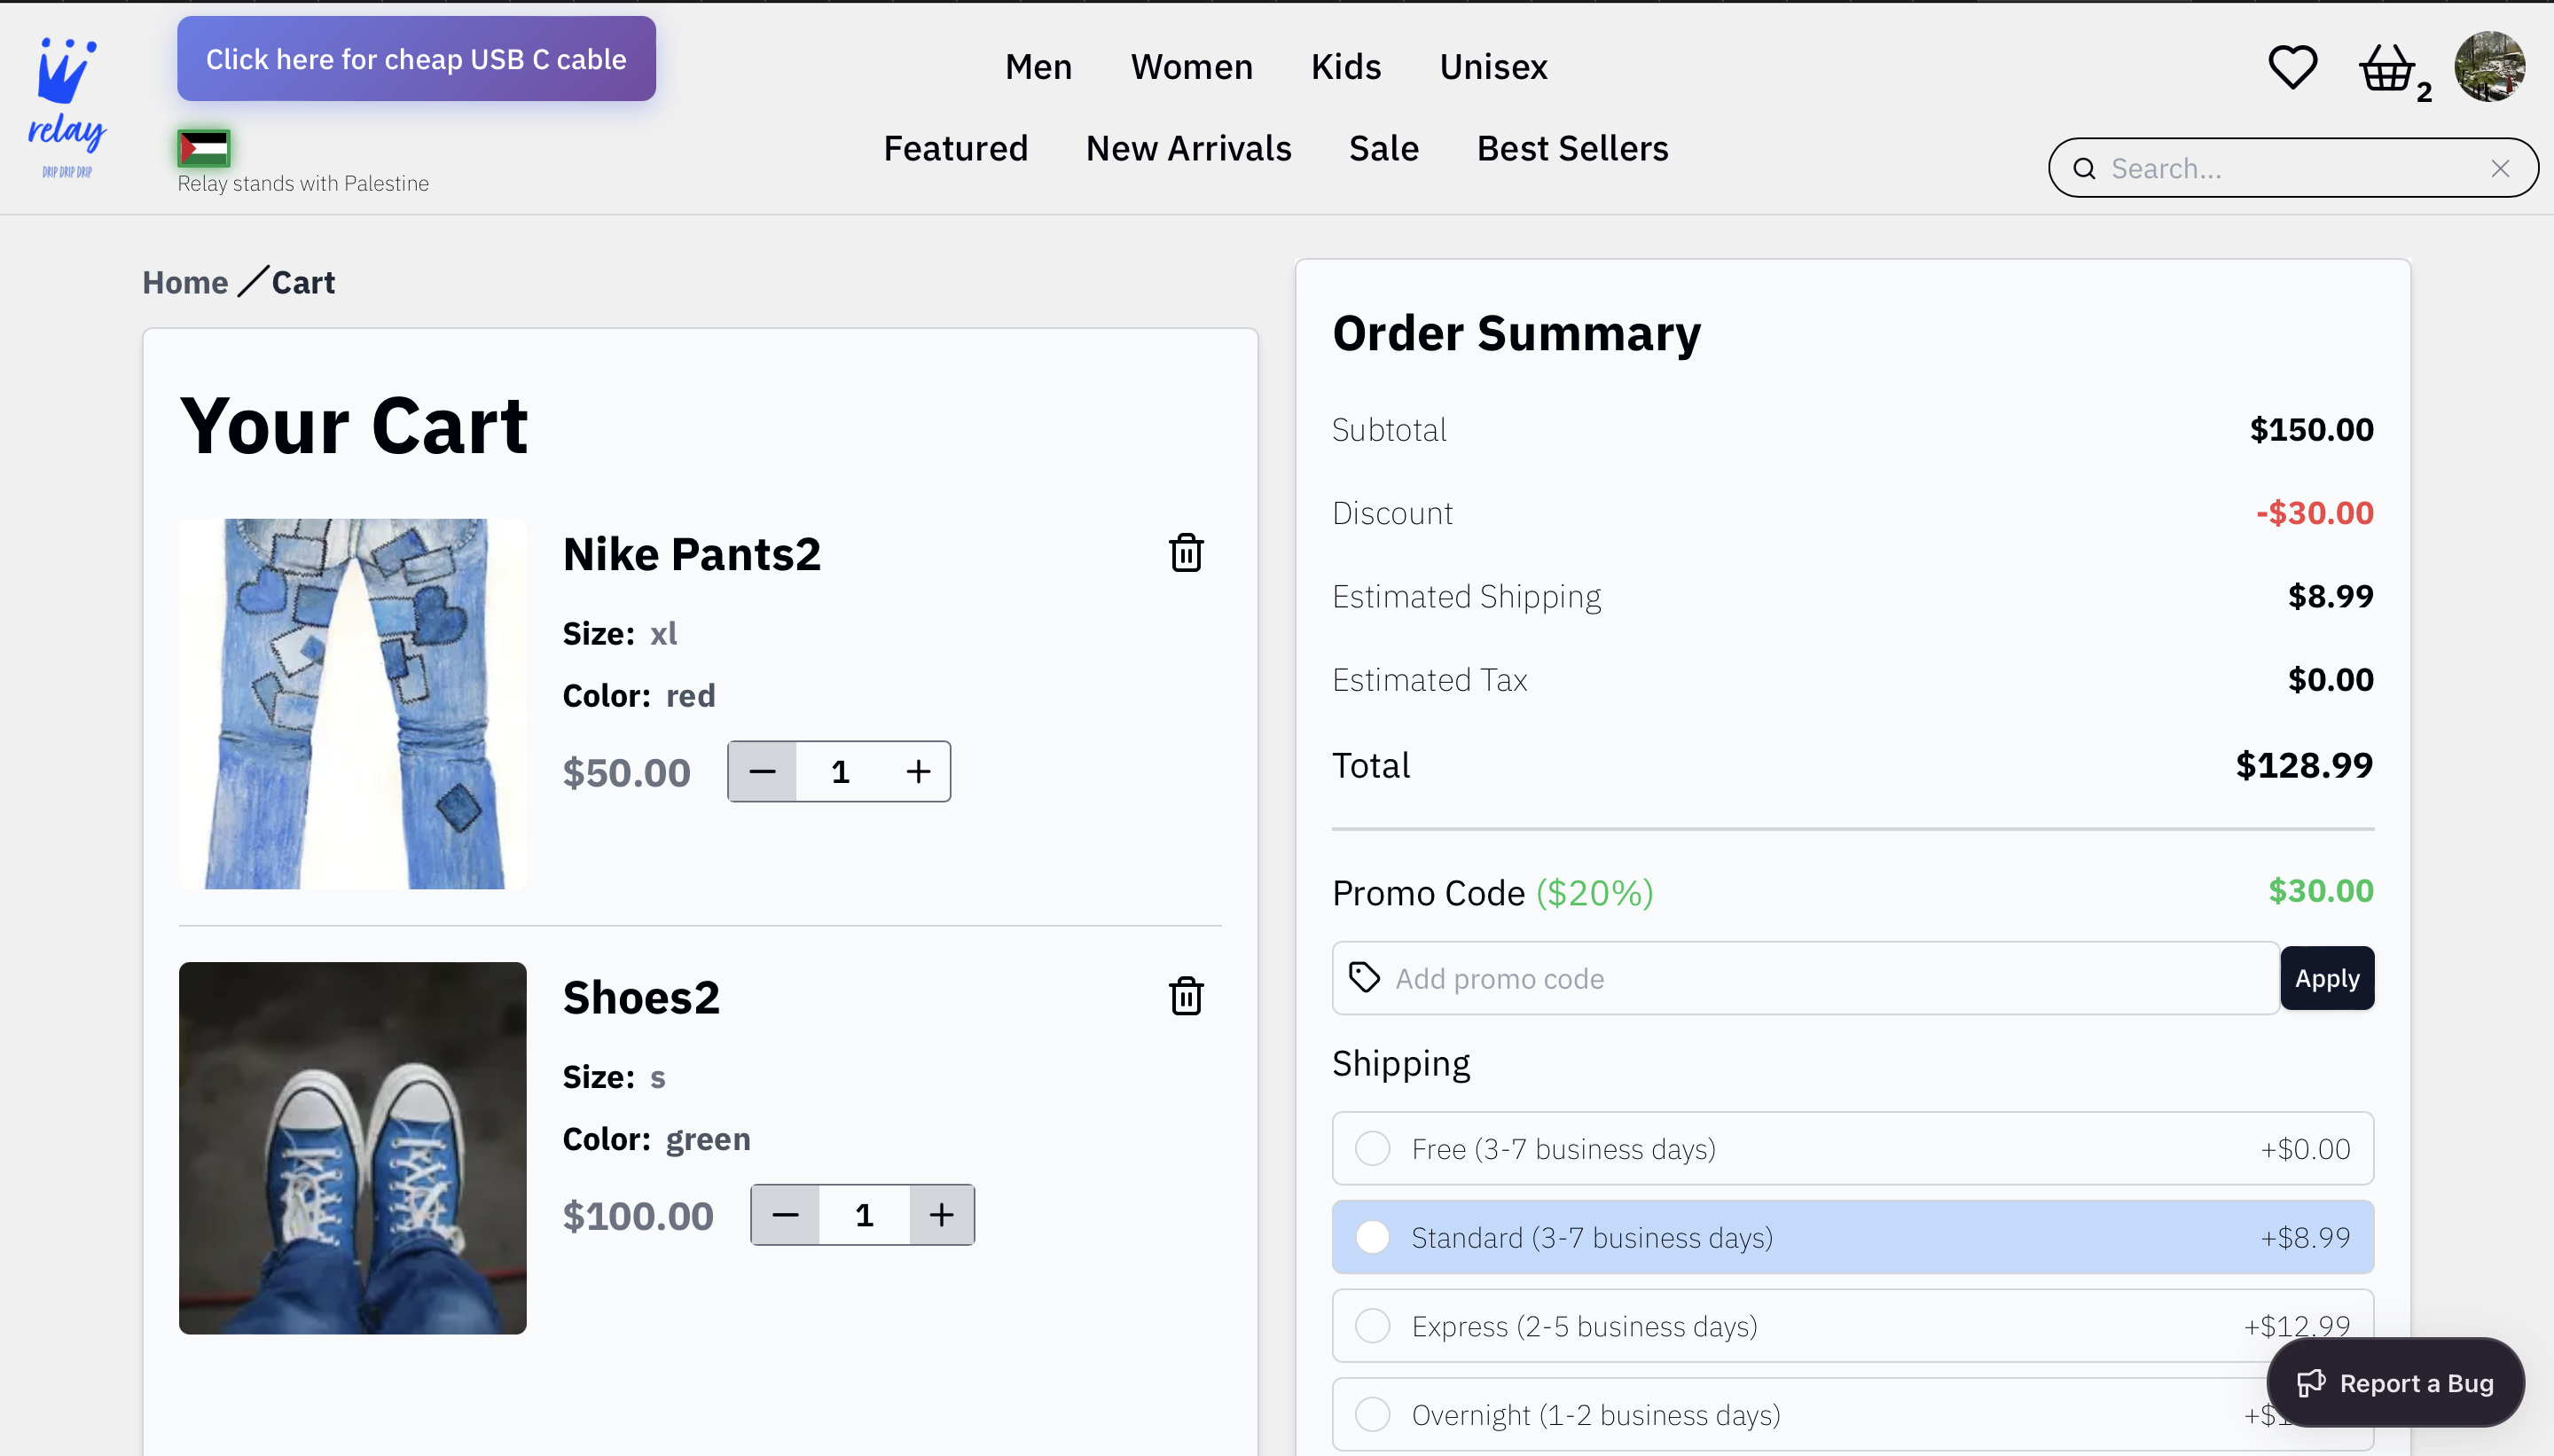 Click here for cheap USB C cable
Men Women Kids Unisex
2
relay
DRIP DRIP DRIP
Relay stands with Palestine
Featured New Arrivals Sale Best Sellers
Search...
Home / Cart
Your Cart
Nike Pants2
Size: xl
Color: red
$50.00 1
Shoes2
Size: s
Color: green
$100.00 1
Order Summary
Subtotal $150.00
Discount -$30.00
Estimated Shipping $8.99
Estimated Tax $0.00
Total $128.99
Promo Code ($20%) $30.00
Add promo code Apply
Shipping
Free (3-7 business days) +$0.00
Standard (3-7 business days) +$8.99
Express (2-5 business days) +$12.99
Overnight (1-2 business days)
Report a Bug